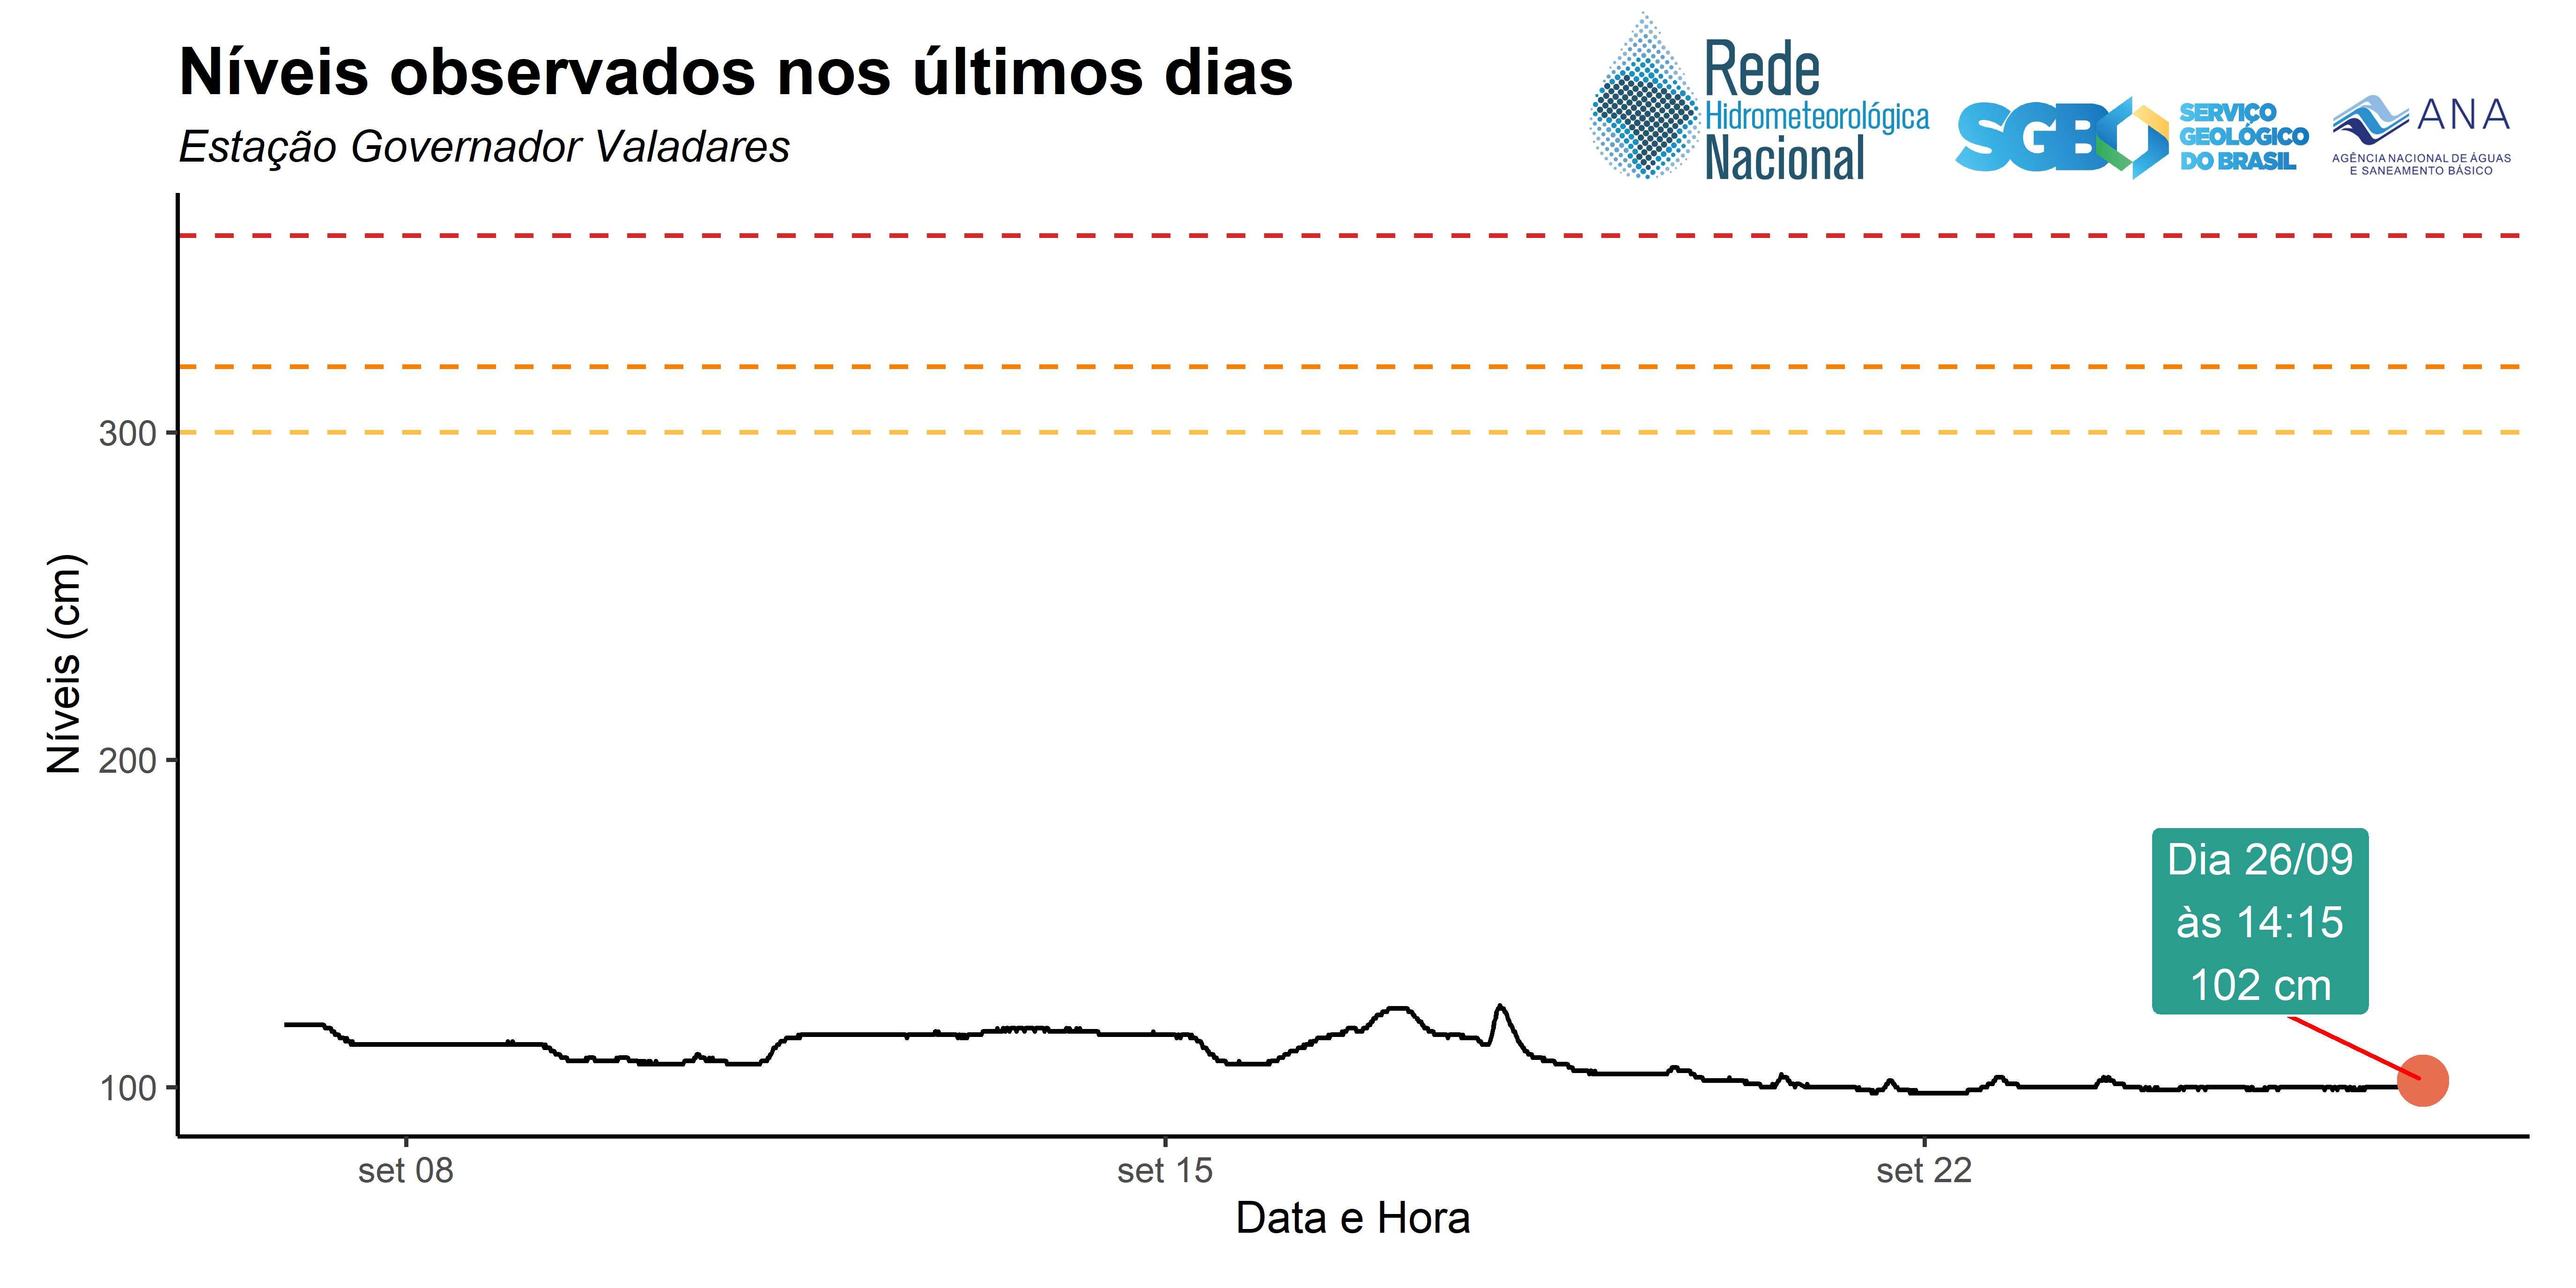 Níveis observados nos últimos dias
Estação Governador Valadares
Rede
Hidrometeorológica
Nacional
SGB
SERVIÇO
GEOLÓGICO
DO BRASIL
ANA
AGÊNCIA NACIONAL DE ÁGUAS
E SANEAMENTO BÁSICO
Níveis (cm)
300
200
100
Dia 26/09
às 14:15
102 cm
set 08
set 15
set 22
Data e Hora